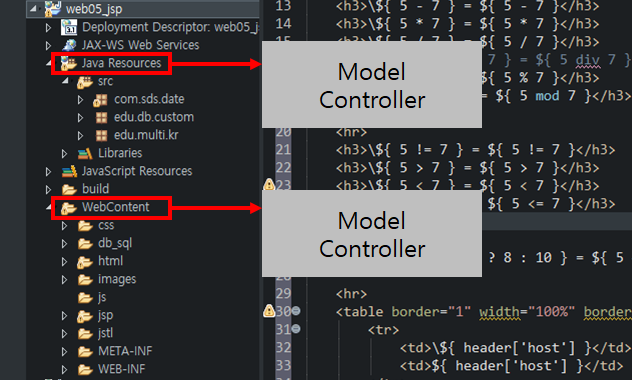 web05_jsp
Deployment Descriptor: web05_j
JAX-WS Web Services
Java Resources
src
com.sds.date
edu.db.custom
edu.multi.kr
Libraries
JavaScript Resources
build
WebContent
css
db_sql
html
images
js
jsp
jstl
META-INF
WEB-INF
Model
Controller
Model
Controller
13 <h3>\${ 5 - 7 } = ${ 5 - 7 }</h3>
14 <h3>\${ 5 * 7 } = ${ 5 * 7 }</h3>
15 <h3>\${ 5 / 7 } = ${ 5 / 7 }</h3>
7 } = ${ 5 div 7 }
${ 5 % 7 }</h3>
= ${ 5 mod 7 }</h3>
20 <hr>
21 <h3>\${ 5 != 7 } = ${ 5 != 7 }</h3>
22 <h3>\${ 5 > 7 } = ${ 5 > 7 }</h3>
23 <h3>\${ 5 < 7 } = ${ 5 < 7 }</h3>
${ 5 <= 7 }</h3>
? 8 : 10 } = ${ 5
28
29 <hr>
30 <table border="1" width="100%" border
31 <tr>
32 <td>\${ header['host'] }</td>
33 <td>${ header['host'] }</td>